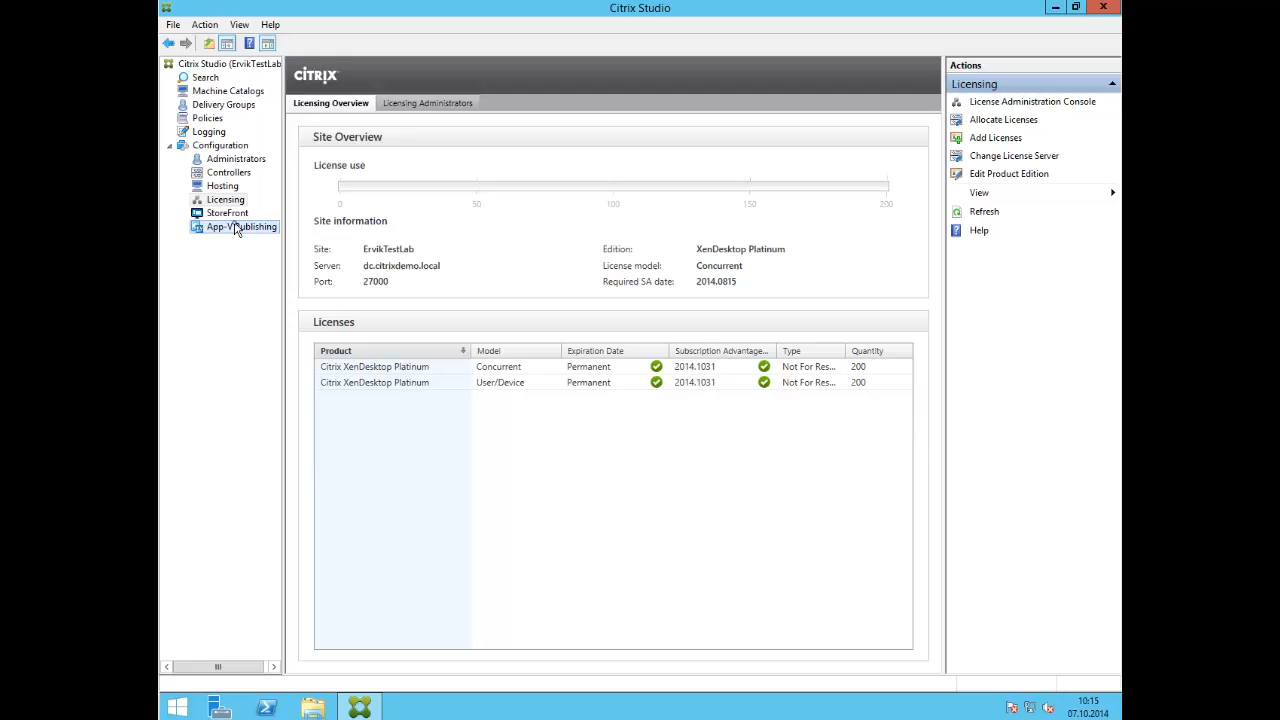 Citrix Studio
File Action View Help
Citrix Studio (ErvikTestLab
Search
Machine Catalogs
Delivery Groups
Policies
Logging
Configuration
Administrators
Controllers
Hosting
Licensing
StoreFront
App-V Publishing
CITRIX
Licensing Overview Licensing Administrators
Site Overview
License use
0 50 100 150 200
Site information
Site: ErvikTestLab Edition: XenDesktop Platinum
Server: dc.citrixdemo.local License model: Concurrent
Port: 27000 Required SA date: 2014.0815
Licenses
Product Model Expiration Date Subscription Advantage... Type Quantity
Citrix XenDesktop Platinum Concurrent Permanent 2014.1031 Not For Res... 200
Citrix XenDesktop Platinum User/Device Permanent 2014.1031 Not For Res... 200
Actions
Licensing
License Administration Console
Allocate Licenses
Add Licenses
Change License Server
Edit Product Edition
View
Refresh
Help
10:15
07.10.2014